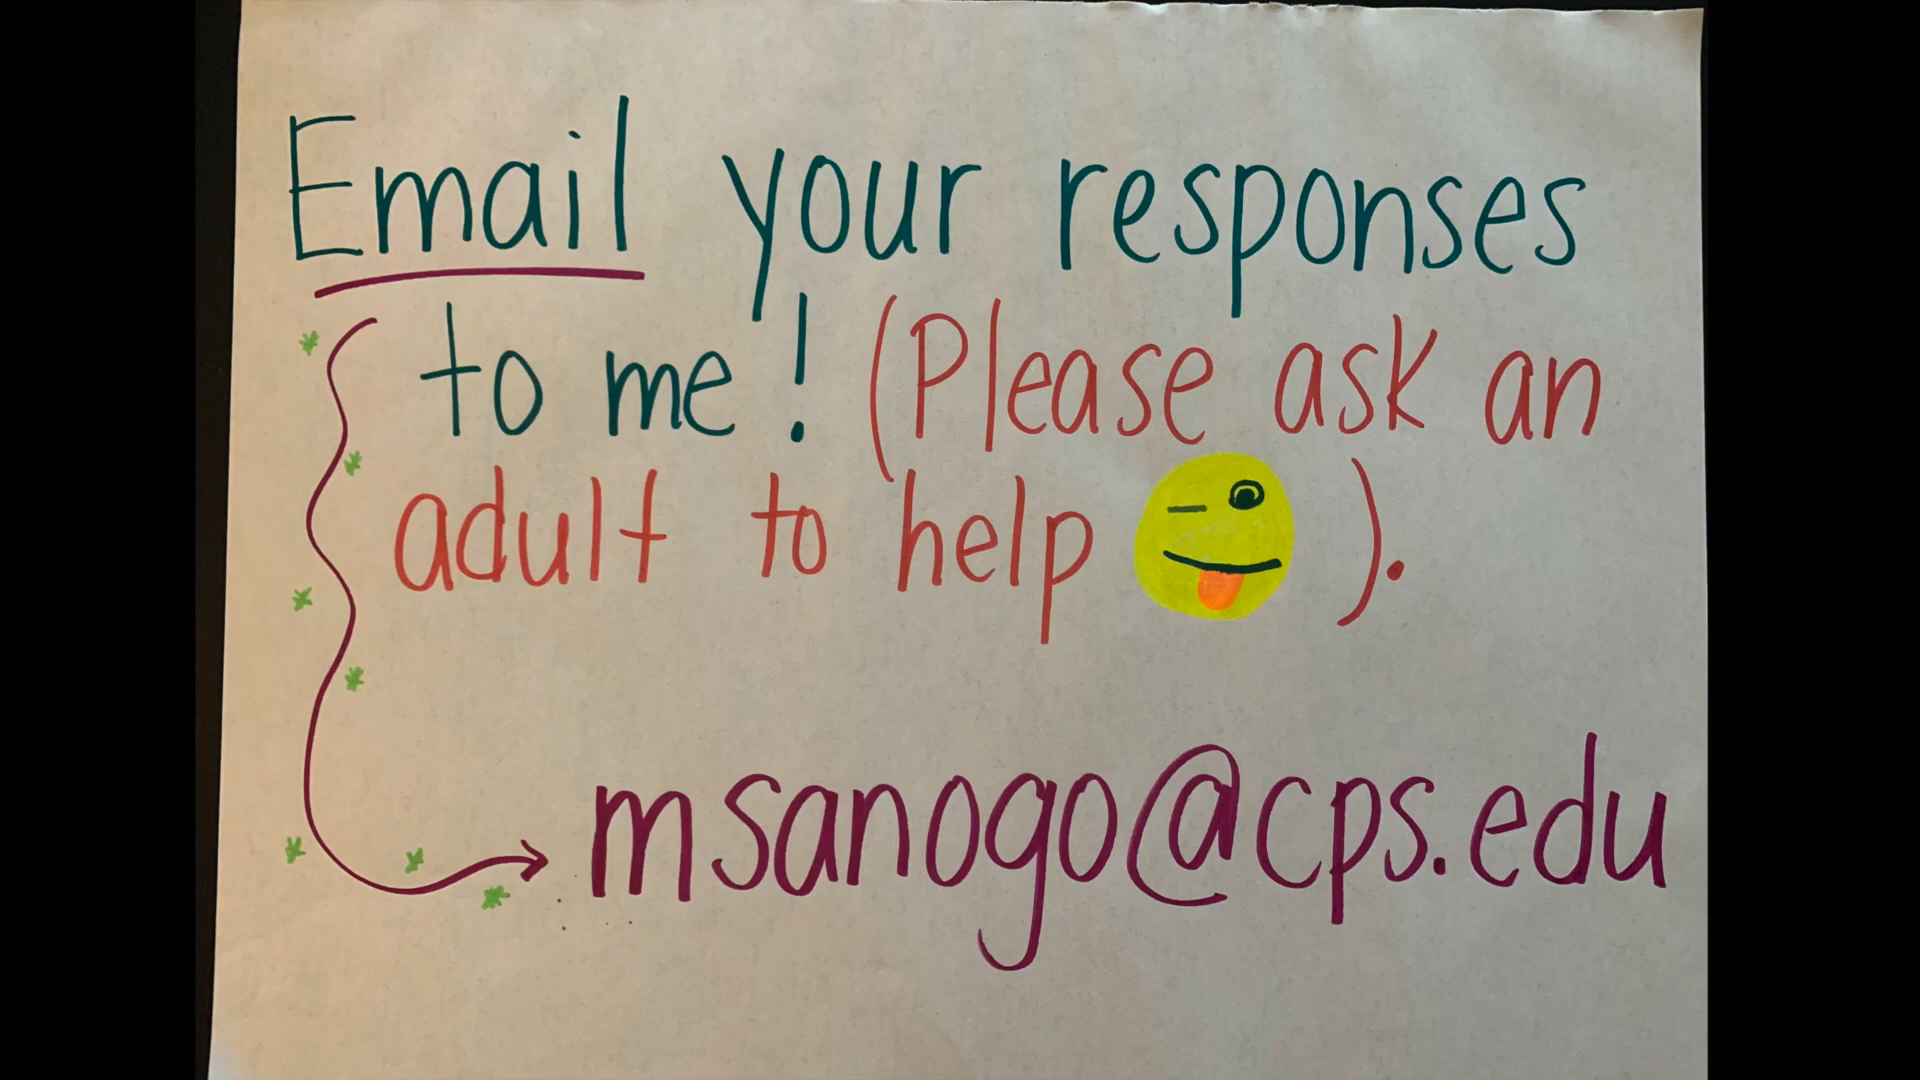 Email your responses
to me! (Please ask an
adult to help 😜).
msanogo@cps.edu